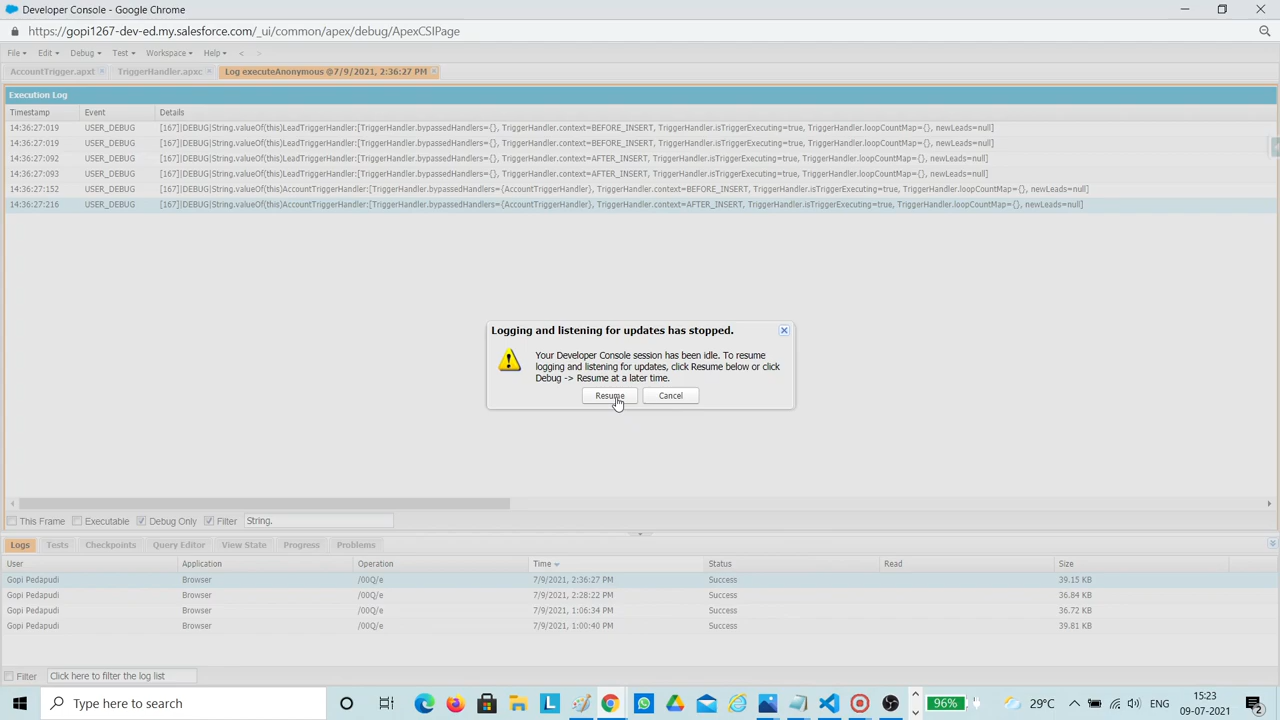 Developer Console - Google Chrome
https://gopi1267-dev-ed.my.salesforce.com/_ui/common/apex/debug/ApexCSIPage
File Edit Debug Test Workspace Help < >
AccountTrigger.apxt TriggerHandler.apxc Log executeAnonymous @7/9/2021, 2:36:27 PM
Execution Log
Timestamp Event Details
14:36:27:019 USER_DEBUG [167]|DEBUG|String.valueOf(this)LeadTriggerHandler:[TriggerHandler.bypassedHandlers={}, TriggerHandler.context=BEFORE_INSERT, TriggerHandler.isTriggerExecuting=true, TriggerHandler.loopCountMap={}, newLeads=null]
14:36:27:019 USER_DEBUG [167]|DEBUG|String.valueOf(this)LeadTriggerHandler:[TriggerHandler.bypassedHandlers={}, TriggerHandler.context=BEFORE_INSERT, TriggerHandler.isTriggerExecuting=true, TriggerHandler.loopCountMap={}, newLeads=null]
14:36:27:092 USER_DEBUG [167]|DEBUG|String.valueOf(this)LeadTriggerHandler:[TriggerHandler.bypassedHandlers={}, TriggerHandler.context=AFTER_INSERT, TriggerHandler.isTriggerExecuting=true, TriggerHandler.loopCountMap={}, newLeads=null]
14:36:27:093 USER_DEBUG [167]|DEBUG|String.valueOf(this)LeadTriggerHandler:[TriggerHandler.bypassedHandlers={}, TriggerHandler.context=AFTER_INSERT, TriggerHandler.isTriggerExecuting=true, TriggerHandler.loopCountMap={}, newLeads=null]
14:36:27:152 USER_DEBUG [167]|DEBUG|String.valueOf(this)AccountTriggerHandler:[TriggerHandler.bypassedHandlers={AccountTriggerHandler}, TriggerHandler.context=BEFORE_INSERT, TriggerHandler.isTriggerExecuting=true, TriggerHandler.loopCountMap={}, newLeads=null]
14:36:27:216 USER_DEBUG [167]|DEBUG|String.valueOf(this)AccountTriggerHandler:[TriggerHandler.bypassedHandlers={AccountTriggerHandler}, TriggerHandler.context=AFTER_INSERT, TriggerHandler.isTriggerExecuting=true, TriggerHandler.loopCountMap={}, newLeads=null]
Logging and listening for updates has stopped.
Your Developer Console session has been idle. To resume
logging and listening for updates, click Resume below or click
Debug -> Resume at a later time.
Resume Cancel
This Frame Executable Debug Only Filter String.
Logs Tests Checkpoints Query Editor View State Progress Problems
User Application Operation Time Status Read Size
Gopi Pedapudi Browser /00Q/e 7/9/2021, 2:36:27 PM Success 39.15 KB
Gopi Pedapudi Browser /00Q/e 7/9/2021, 2:28:22 PM Success 36.84 KB
Gopi Pedapudi Browser /00Q/e 7/9/2021, 1:06:34 PM Success 36.72 KB
Gopi Pedapudi Browser /00Q/e 7/9/2021, 1:00:40 PM Success 39.81 KB
Filter Click here to filter the log list
Type here to search 96% 29°C ENG 15:23
09-07-2021 2